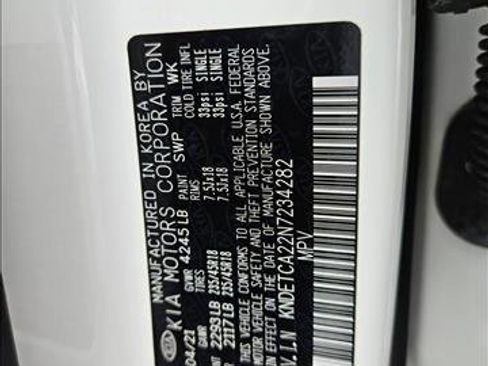 MANUFACTURED IN KOREA BY
KIA MOTORS CORPORATION
04/21 GVWR 4245LB PAINT SWP TRIM WK
GAWR TIRES RIMS COLD TIRE INFL
2293LB 235/45R18 7.5Jx18 33psi SINGLE
2117LB 235/45R18 7.5Jx18 33psi SINGLE
THIS VEHICLE CONFORMS TO ALL APPLICABLE U.S.A. FEDERAL
MOTOR VEHICLE SAFETY AND THEFT PREVENTION STANDARDS
IN EFFECT ON THE DATE OF MANUFACTURE SHOWN ABOVE.
V.I.N KNDETCA22N7234282
MPV